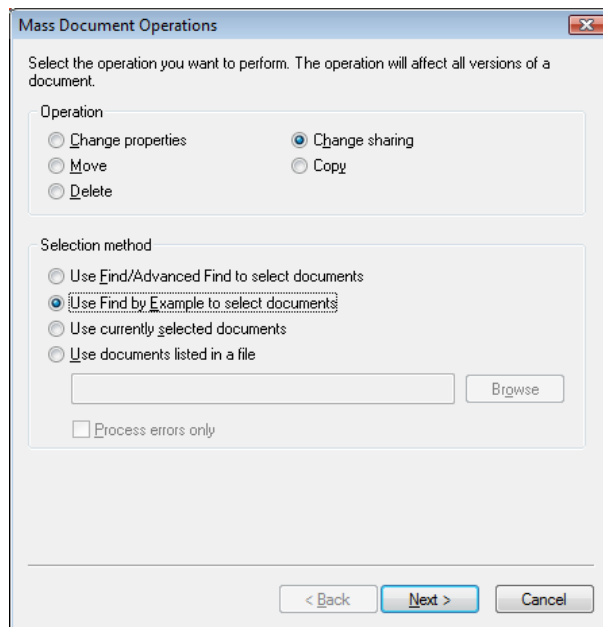 Mass Document Operations
Select the operation you want to perform. The operation will affect all versions of a
document.
Operation
Change properties
Change sharing
Move
Copy
Delete
Selection method
Use Find/Advanced Find to select documents
Use Find by Example to select documents
Use currently selected documents
Use documents listed in a file
Browse
Process errors only
< Back
Next >
Cancel